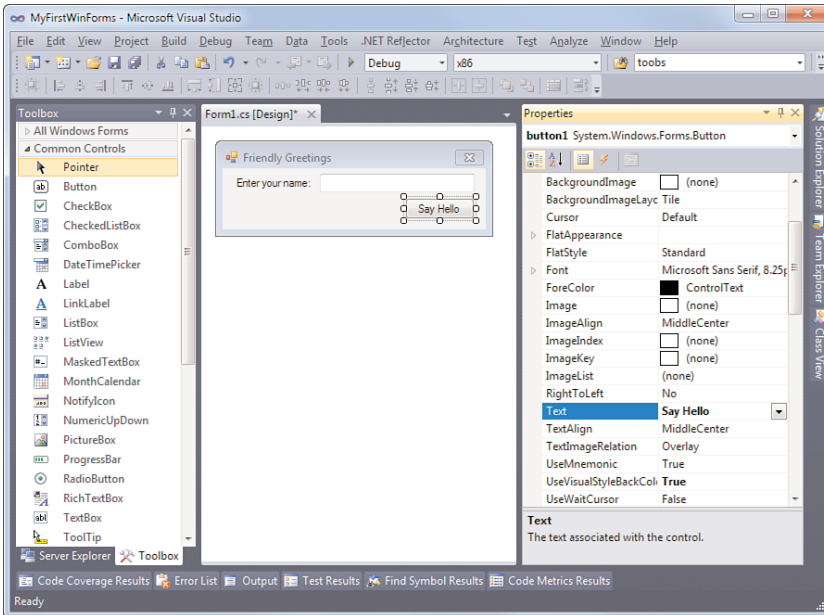 MyFirstWinForms - Microsoft Visual Studio
File Edit View Project Build Debug Team Data Tools .NET Reflector Architecture Test Analyze Window Help
Debug x86 toobs
Toolbox
All Windows Forms
Common Controls
Pointer
Button
CheckBox
CheckedListBox
ComboBox
DateTimePicker
Label
LinkLabel
ListBox
ListView
MaskedTextBox
MonthCalendar
NotifyIcon
NumericUpDown
PictureBox
ProgressBar
RadioButton
RichTextBox
TextBox
ToolTip
Server Explorer Toolbox
Form1.cs [Design]*
Friendly Greetings
Enter your name:
Say Hello
Properties
button1 System.Windows.Forms.Button
BackgroundImage (none)
BackgroundImageLayc Tile
Cursor Default
FlatAppearance
FlatStyle Standard
Font Microsoft Sans Serif, 8.25p
ForeColor ControlText
Image (none)
ImageAlign MiddleCenter
ImageIndex (none)
ImageKey (none)
ImageList (none)
RightToLeft No
Text Say Hello
TextAlign MiddleCenter
TextImageRelation Overlay
UseMnemonic True
UseVisualStyleBackCol True
UseWaitCursor False
Text
The text associated with the control.
Solution Explorer
Team Explorer
Class View
Code Coverage Results Error List Output Test Results Find Symbol Results Code Metrics Results
Ready